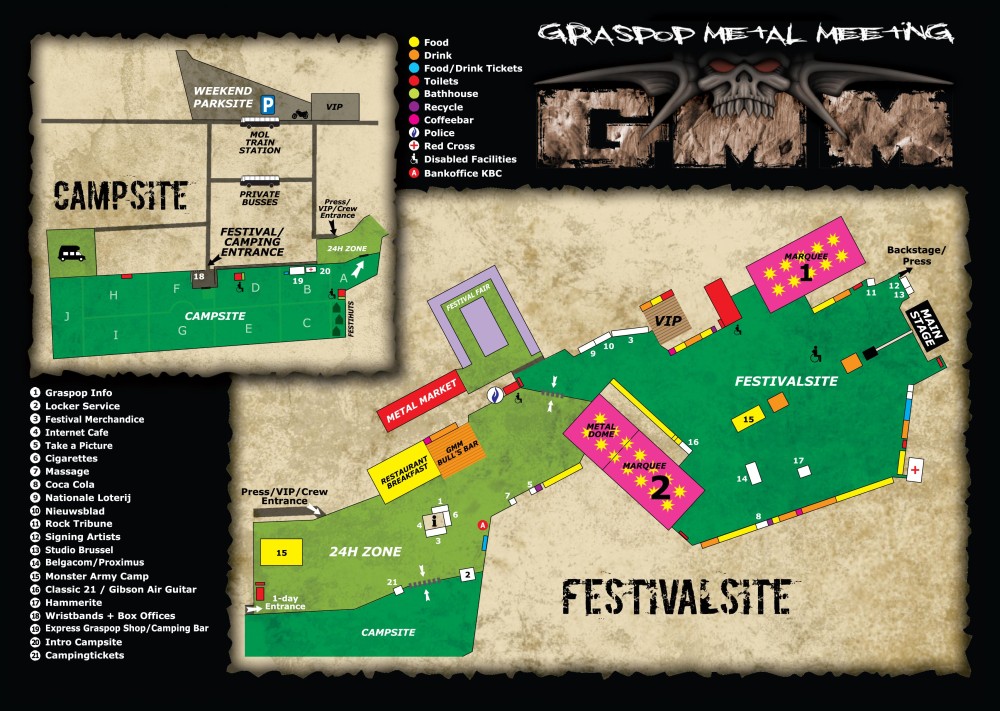 GRASPOP METAL MEETING
GMM
Food
Drink
Food/Drink Tickets
Toilets
Bathhouse
Recycle
Coffeebar
Police
Red Cross
Disabled Facilities
A Bankoffice KBC
WEEKEND
PARKSITE
P
VIP
MOL
TRAIN
STATION
CAMPSITE
PRIVATE
BUSSES
Press/
VIP/Crew
Entrance
FESTIVAL/
CAMPING
ENTRANCE
24H ZONE
18
19
20
H
F
D
B
A
J
I
G
E
C
CAMPSITE
FESTIHUTS
1 Graspop Info
2 Locker Service
3 Festival Merchandice
4 Internet Cafe
5 Take a Picture
6 Cigarettes
7 Massage
8 Coca Cola
9 Nationale Loterij
10 Nieuwsblad
11 Rock Tribune
12 Signing Artists
13 Studio Brussel
14 Belgacom/Proximus
15 Monster Army Camp
16 Classic 21 / Gibson Air Guitar
17 Hammerite
18 Wristbands + Box Offices
19 Express Graspop Shop/Camping Bar
20 Intro Campsite
21 Campingtickets
MARQUEE
1
Backstage/
Press
11
12
13
MAIN
STAGE
FESTIVAL FAIR
VIP
9
10
3
METAL MARKET
FESTIVALSITE
15
METAL
DOME
MARQUEE
2
16
14
17
8
RESTAURANT
BREAKFAST
GMM
BULL'S BAR
Press/VIP/Crew
Entrance
1
4
i
6
3
5
7
A
15
24H ZONE
21
2
1-day
Entrance
CAMPSITE
FESTIVALSITE